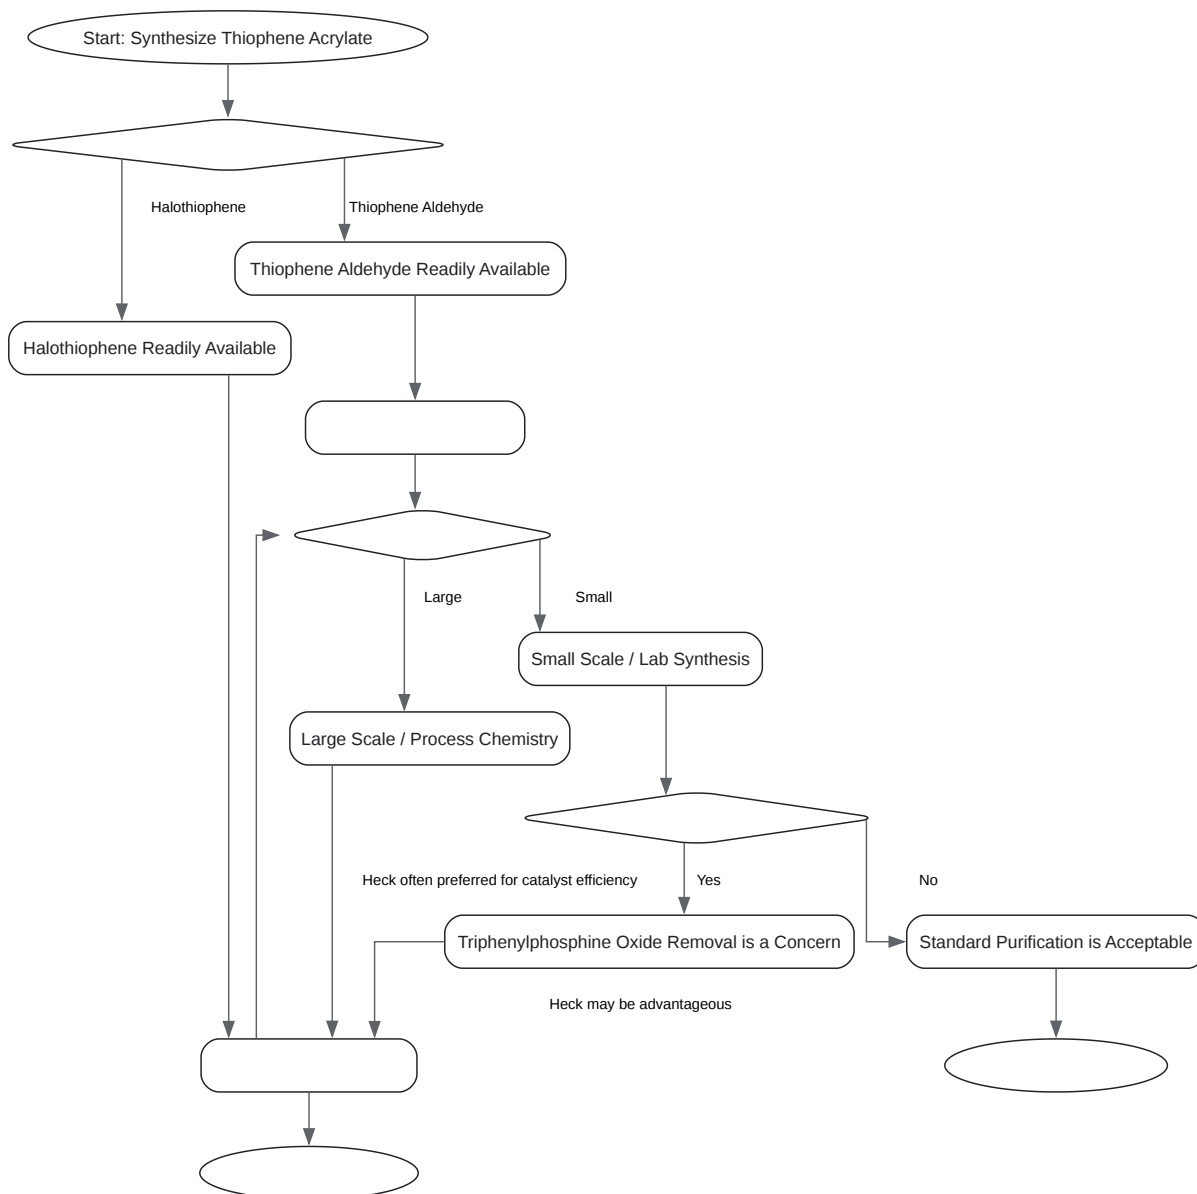 Start: Synthesize Thiophene Acrylate
Halothiophene
Thiophene Aldehyde
Thiophene Aldehyde Readily Available
Halothiophene Readily Available
Large
Small
Small Scale / Lab Synthesis
Large Scale / Process Chemistry
Heck often preferred for catalyst efficiency
Yes
No
Triphenylphosphine Oxide Removal is a Concern
Standard Purification is Acceptable
Heck may be advantageous